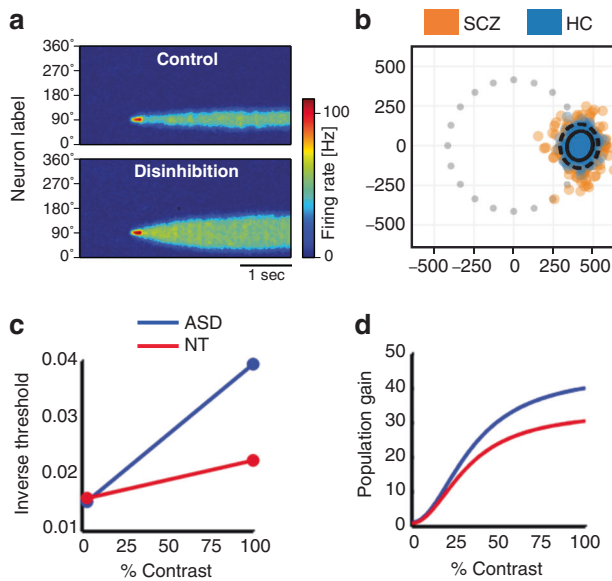 a
Control
Neuron label
360°
270°
180°
90°
0
Disinhibition
360°
270°
180°
90°
0
1 sec
Firing rate [Hz]
100
0
b
SCZ HC
500
250
0
−250
−500
−500 −250 0 250 500
c
ASD
NT
Inverse threshold
0.04
0.04
0.02
0.01
0 25 50 75 100
% Contrast
d
Population gain
50
40
30
20
10
0
0 25 50 75 100
% Contrast